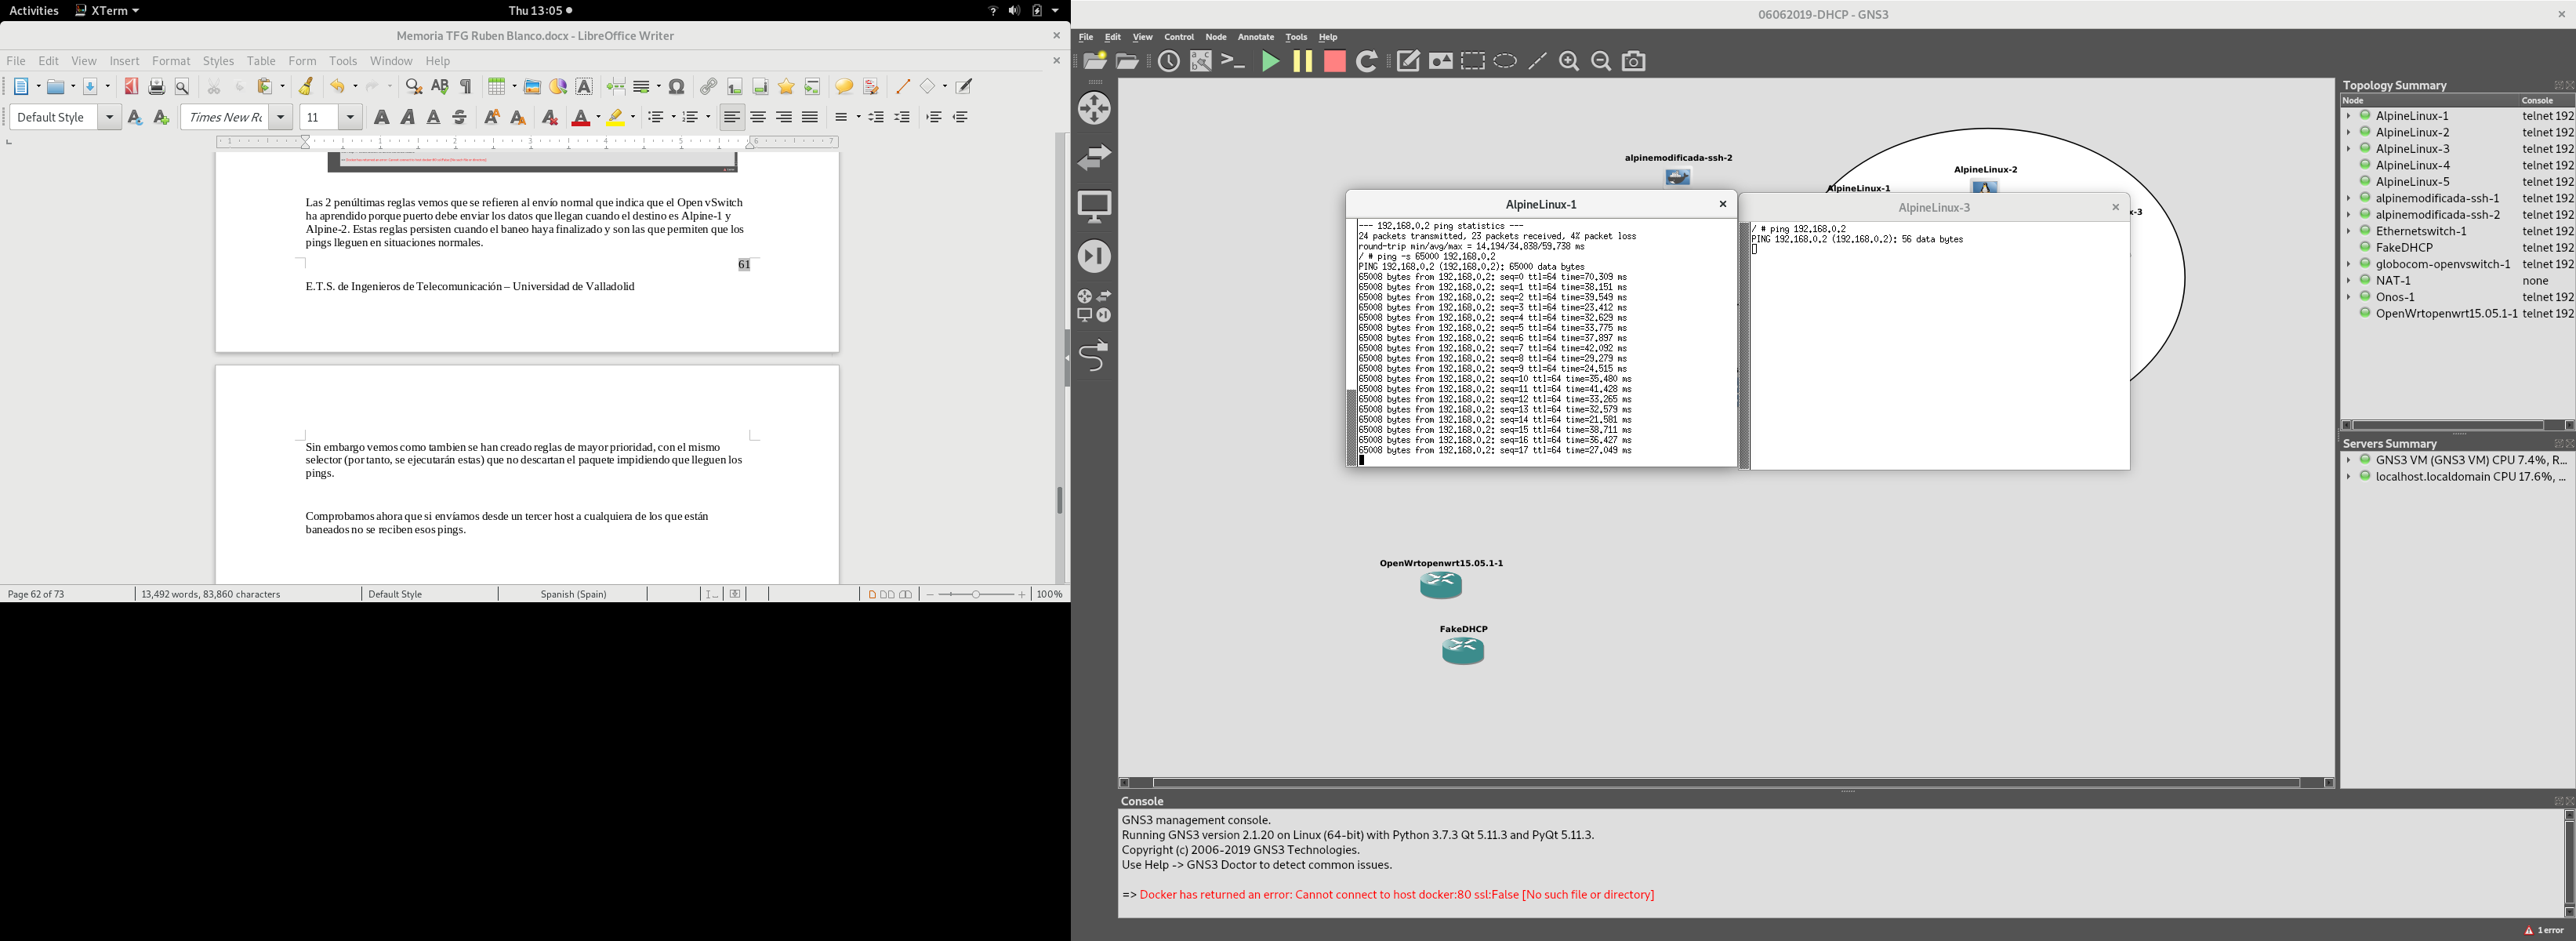 Activities XTerm Thu 13:05
Memoria TFG Ruben Blanco.docx - LibreOffice Writer
File Edit View Insert Format Styles Table Form Tools Window Help
Default Style Times New Ro 11
Las 2 penúltimas reglas vemos que se refieren al envío normal que indica que el Open vSwitch
ha aprendido porque puerto debe enviar los datos que llegan cuando el destino es Alpine-1 y
Alpine-2. Estas reglas persisten cuando el baneo haya finalizado y son las que permiten que los
pings lleguen en situaciones normales.
61
E.T.S. de Ingenieros de Telecomunicación – Universidad de Valladolid
Sin embargo vemos como tambien se han creado reglas de mayor prioridad, con el mismo
selector (por tanto, se ejecutarán estas) que no descartan el paquete impidiendo que lleguen los
pings.
Comprobamos ahora que si envíamos desde un tercer host a cualquiera de los que están
baneados no se reciben esos pings.
Page 62 of 73 13,492 words, 83,860 characters Default Style Spanish (Spain) 100%
06062019-DHCP - GNS3
File Edit View Control Node Annotate Tools Help
alpinemodificada-ssh-2
AlpineLinux-2
AlpineLinux-1
x-3
AlpineLinux-1
--- 192.168.0.2 ping statistics ---
24 packets transmitted, 23 packets received, 4% packet loss
round-trip min/avg/max = 14.194/34.838/59.738 ms
/ # ping -s 65000 192.168.0.2
PING 192.168.0.2 (192.168.0.2): 65000 data bytes
65008 bytes from 192.168.0.2: seq=0 ttl=64 time=70.309 ms
65008 bytes from 192.168.0.2: seq=1 ttl=64 time=38.151 ms
65008 bytes from 192.168.0.2: seq=2 ttl=64 time=39.549 ms
65008 bytes from 192.168.0.2: seq=3 ttl=64 time=23.412 ms
65008 bytes from 192.168.0.2: seq=4 ttl=64 time=32.629 ms
65008 bytes from 192.168.0.2: seq=5 ttl=64 time=33.775 ms
65008 bytes from 192.168.0.2: seq=6 ttl=64 time=37.897 ms
65008 bytes from 192.168.0.2: seq=7 ttl=64 time=42.092 ms
65008 bytes from 192.168.0.2: seq=8 ttl=64 time=29.279 ms
65008 bytes from 192.168.0.2: seq=9 ttl=64 time=24.515 ms
65008 bytes from 192.168.0.2: seq=10 ttl=64 time=35.480 ms
65008 bytes from 192.168.0.2: seq=11 ttl=64 time=41.428 ms
65008 bytes from 192.168.0.2: seq=12 ttl=64 time=33.265 ms
65008 bytes from 192.168.0.2: seq=13 ttl=64 time=32.579 ms
65008 bytes from 192.168.0.2: seq=14 ttl=64 time=21.581 ms
65008 bytes from 192.168.0.2: seq=15 ttl=64 time=38.711 ms
65008 bytes from 192.168.0.2: seq=16 ttl=64 time=36.427 ms
65008 bytes from 192.168.0.2: seq=17 ttl=64 time=27.049 ms
AlpineLinux-3
/ # ping 192.168.0.2
PING 192.168.0.2 (192.168.0.2): 56 data bytes
OpenWrtopenwrt15.05.1-1
FakeDHCP
Topology Summary
Node Console
AlpineLinux-1 telnet 192
AlpineLinux-2 telnet 192
AlpineLinux-3 telnet 192
AlpineLinux-4 telnet 192
AlpineLinux-5 telnet 192
alpinemodificada-ssh-1 telnet 192
alpinemodificada-ssh-2 telnet 192
Ethernetswitch-1 telnet 192
FakeDHCP telnet 192
globocom-openvswitch-1 telnet 192
NAT-1 none
Onos-1 telnet 192
OpenWrtopenwrt15.05.1-1 telnet 192
Servers Summary
GNS3 VM (GNS3 VM) CPU 7.4%, R...
localhost.localdomain CPU 17.6%, ...
Console
GNS3 management console.
Running GNS3 version 2.1.20 on Linux (64-bit) with Python 3.7.3 Qt 5.11.3 and PyQt 5.11.3.
Copyright (c) 2006-2019 GNS3 Technologies.
Use Help -> GNS3 Doctor to detect common issues.
=> Docker has returned an error: Cannot connect to host docker:80 ssl:False [No such file or directory]
1 error